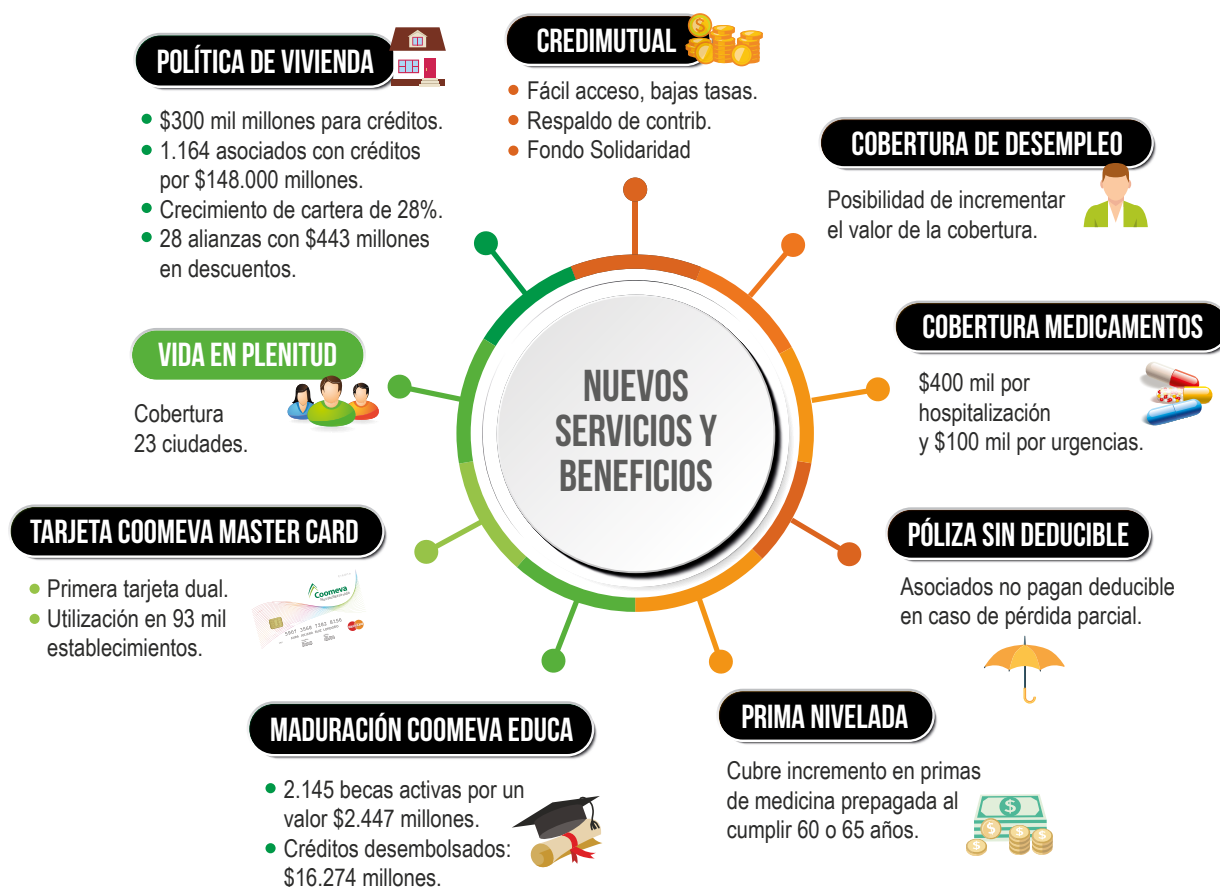 POLÍTICA DE VIVIENDA
$300 mil millones para créditos.
1.164 asociados con créditos
por $148.000 millones.
Crecimiento de cartera de 28%.
28 alianzas con $443 millones
en descuentos.
CREDIMUTUAL
Fácil acceso, bajas tasas.
Respaldo de contrib.
Fondo Solidaridad
COBERTURA DE DESEMPLEO
Posibilidad de incrementar
el valor de la cobertura.
COBERTURA MEDICAMENTOS
$400 mil por
hospitalización
y $100 mil por urgencias.
VIDA EN PLENITUD
Cobertura
23 ciudades.
NUEVOS
SERVICIOS Y
BENEFICIOS
TARJETA COOMEVA MASTER CARD
Primera tarjeta dual.
Utilización en 93 mil
establecimientos.
Coomeva
PÓLIZA SIN DEDUCIBLE
Asociados no pagan deducible
en caso de pérdida parcial.
MADURACIÓN COOMEVA EDUCA
2.145 becas activas por un
valor $2.447 millones.
Créditos desembolsados:
$16.274 millones.
PRIMA NIVELADA
Cubre incremento en primas
de medicina prepagada al
cumplir 60 o 65 años.